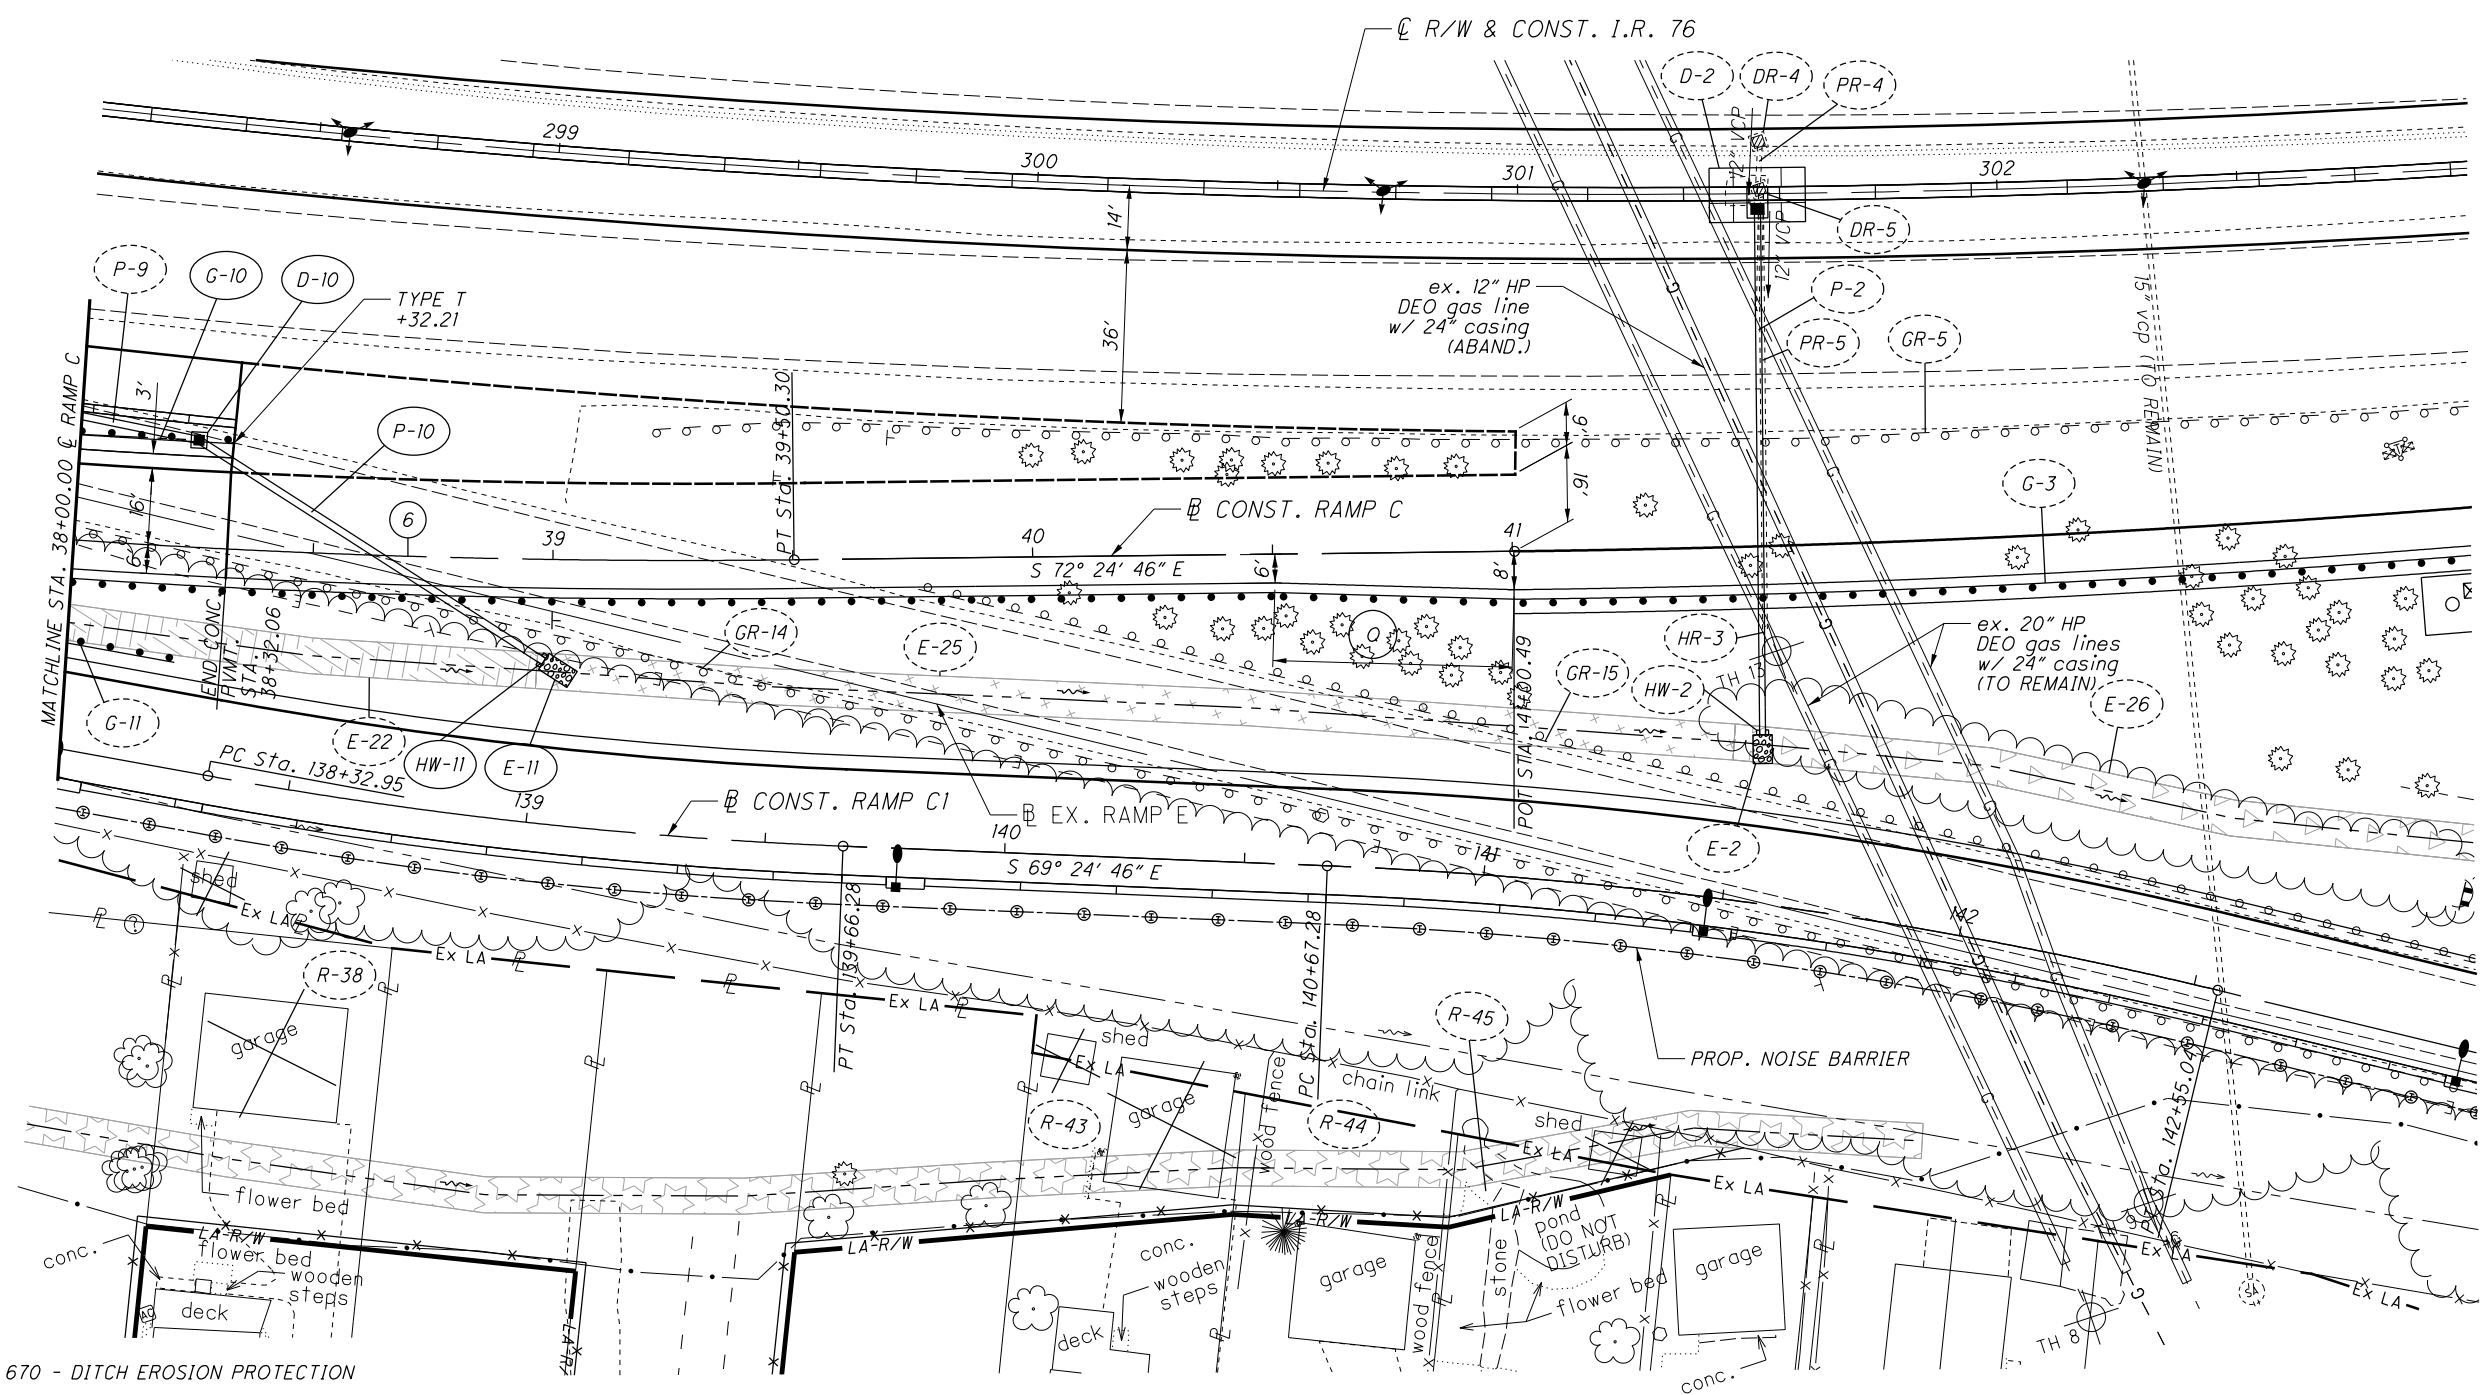 ℄ R/W & CONST. I.R. 76
D-2
DR-4
PR-4
299
300
301
302
12" VCP
DR-5
12" VCP
14'
36'
P-9
G-10
D-10
TYPE T
+32.21
ex. 12" HP
DEO gas line
w/ 24" casing
(ABAND.)
P-2
PR-5
GR-5
15" vcp (TO REMAIN)
MATCHLINE STA. 38+00.00 ℄ RAMP C
3'
P-10
PT Sta. 39+50.30
6'
16'
16'
6'
6
39
40
41
℄ CONST. RAMP C
S 72° 24' 46" E
6'
8'
G-3
END CONC.
PVMT.
STA.
38+32.06
GR-14
E-25
Q
HR-3
TH 13
ex. 20" HP
DEO gas lines
w/ 24" casing
(TO REMAIN)
GR-15
HW-2
E-26
G-11
E-22
HW-11
E-11
POT STA. 41+00.49
E-2
PC Sta. 138+32.95
139
℄ CONST. RAMP C1
℄ EX. RAMP E
140
141
142
S 69° 24' 46" E
shed
Ex LA
Ex LA
R-38
PT Sta. 139+66.28
Ex LA
PC Sta. 140+67.28
R-45
PROP. NOISE BARRIER
garage
shed
Ex LA
chain link
R-43
garage
wood fence
R-44
shed
Ex LA
Sta. 142+55.04
flower bed
LA-R/W
flower bed
conc.
wooden
steps
deck
LA-R/W
conc.
wooden
steps
deck
LA-R/W
garage
wood fence
LA-R/W
stone
pond
(DO NOT
DISTURB)
flower bed
Ex LA
garage
conc.
Ex LA
TH 8
Ex LA
670 - DITCH EROSION PROTECTION